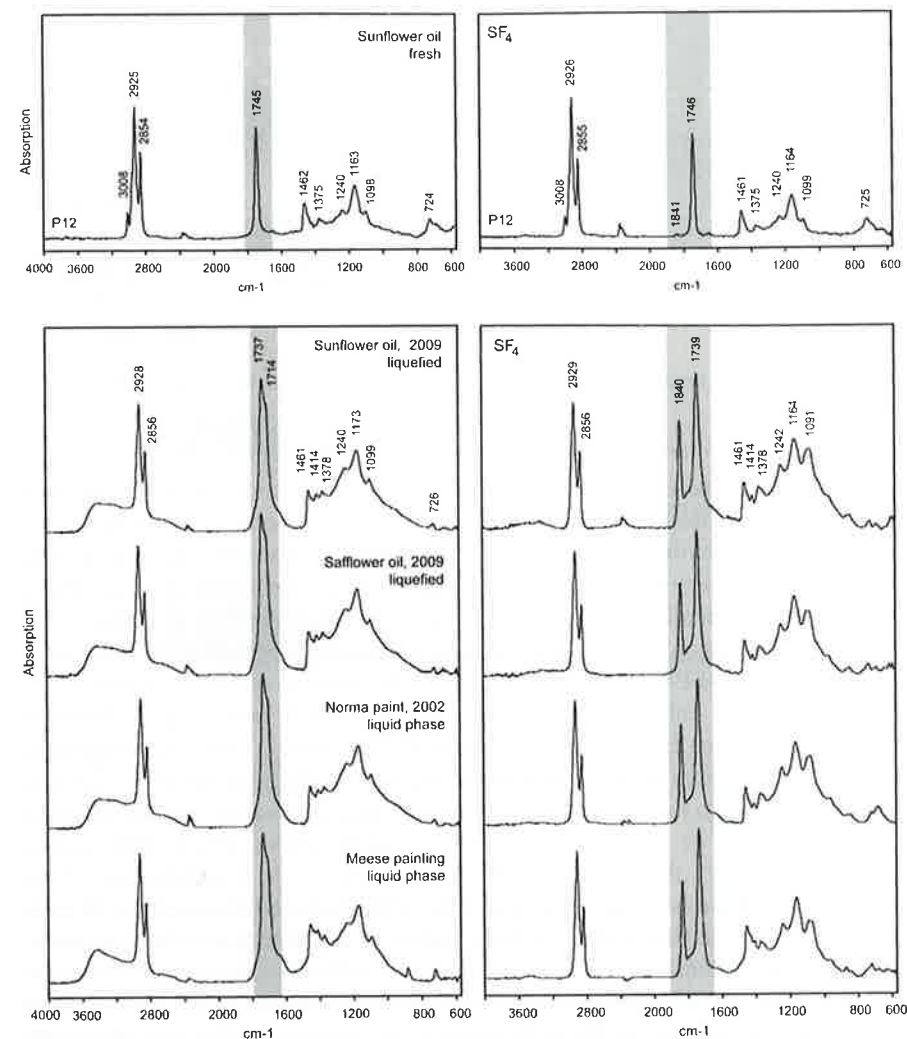 Sunflower oil
fresh
2925
2854
3008
1745
1462
1375
1240
1163
1098
724
Absorption
P12
4000 3600 2800 2000 1600 1200 800 600
cm-1
SF4
2926
2855
3008
1841
1746
1461
1375
1240
1164
1099
725
P12
3600 2800 2000 1600 1200 800 600
cm-1
Sunflower oil, 2009
liquefied
2928
2856
1737
1714
1461
1414
1378
1240
1173
1099
726
Safflower oil, 2009
liquefied
Absorption
Norma paint, 2002
liquid phase
Meese painting
liquid phase
4000 3600 2800 2000 1600 1200 800 600
cm-1
SF4
2929
2856
1840
1739
1461
1414
1378
1242
1164
1091
3600 2800 2000 1600 1200 800 600
cm-1